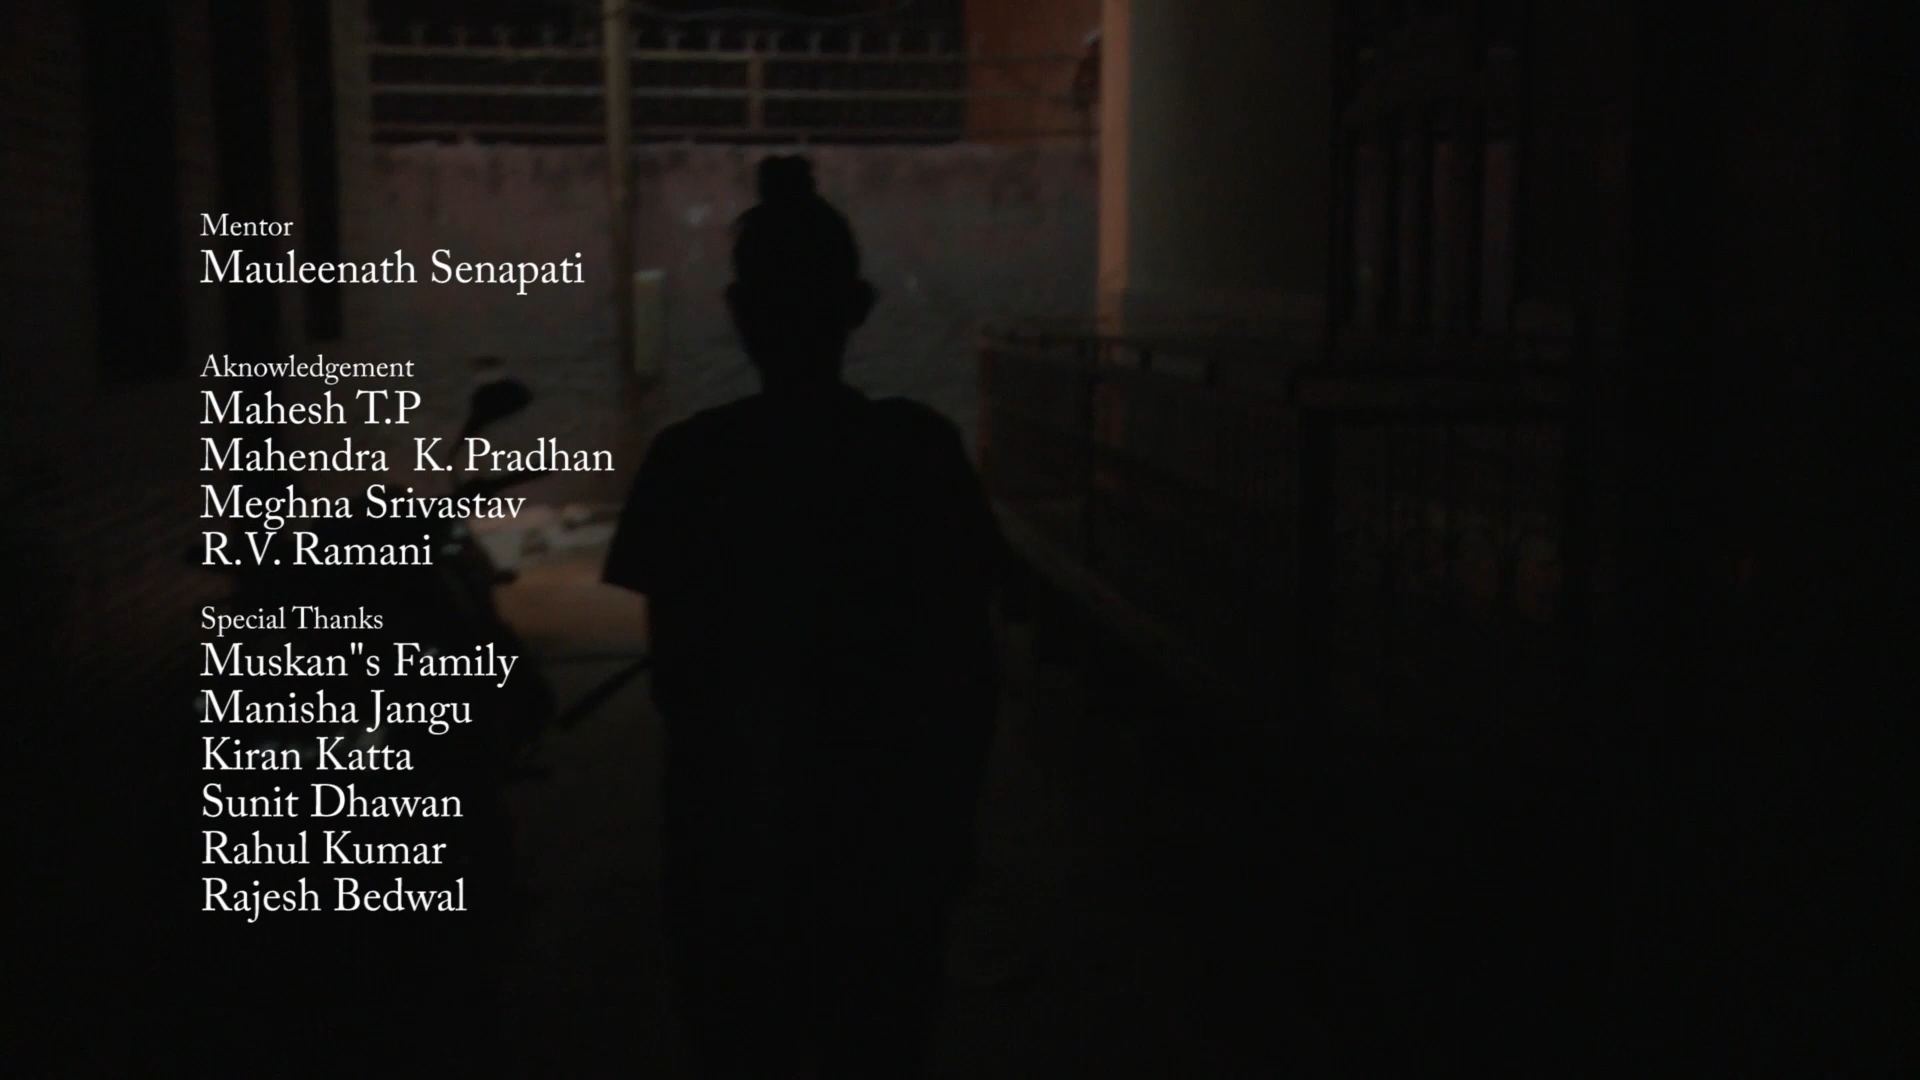 Mentor
Mauleenath Senapati
Aknowledgement
Mahesh T.P
Mahendra  K. Pradhan
Meghna Srivastav
R.V. Ramani
Special Thanks
Muskan"s Family
Manisha Jangu
Kiran Katta
Sunit Dhawan
Rahul Kumar
Rajesh Bedwal